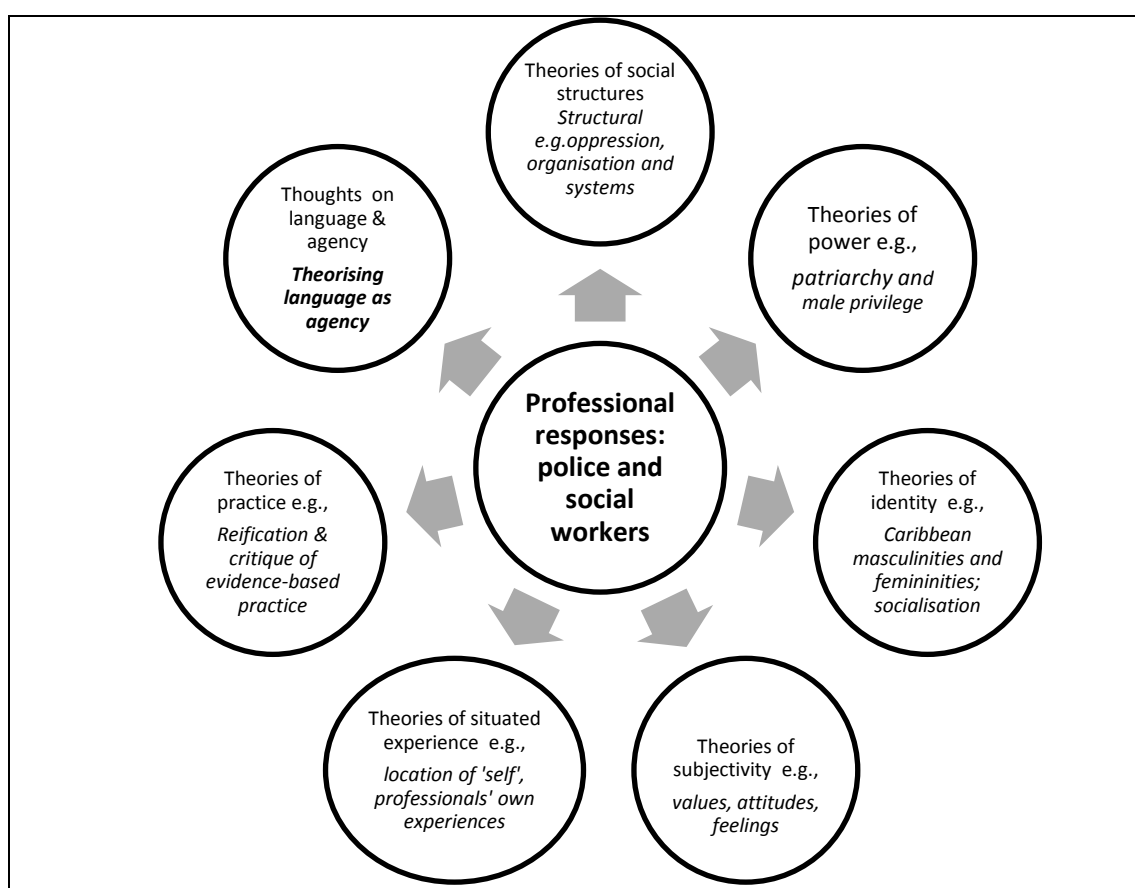 Theories of social
structures
Structural
e.g.oppression,
organisation and
systems
Theories of
power e.g.,
patriarchy and
male privilege
Theories of
identity e.g.,
Caribbean
masculinities and
femininities;
socialisation
Theories of
subjectivity e.g.,
values, attitudes,
feelings
Theories of situated
experience e.g.,
location of 'self',
professionals' own
experiences
Theories of
practice e.g.,
Reification &
critique of
evidence-based
practice
Thoughts on
language &
agency
Theorising
language as
agency
Professional
responses:
police and
social
workers